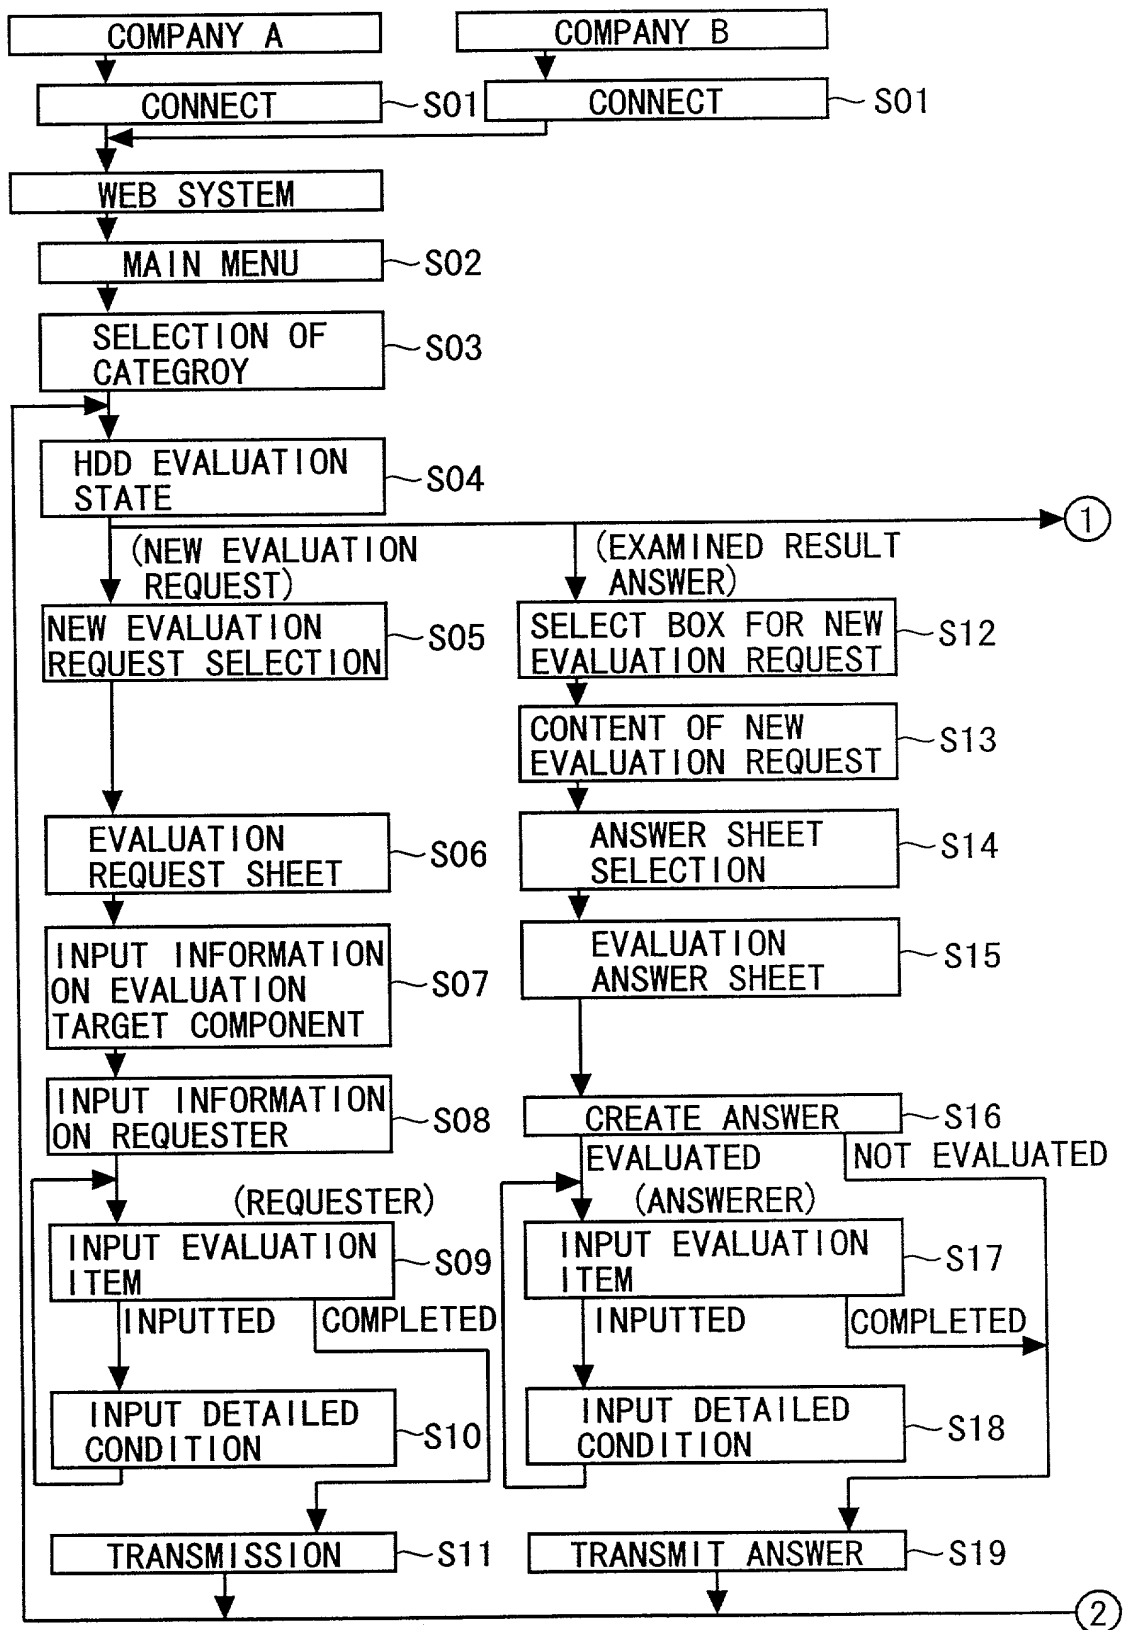 COMPANY A
COMPANY B
CONNECT
S01
CONNECT
S01
WEB SYSTEM
MAIN MENU
S02
SELECTION OF
CATEGROY
S03
HDD EVALUATION
STATE
S04
1
(NEW EVALUATION
REQUEST)
NEW EVALUATION
REQUEST SELECTION
S05
EVALUATION
REQUEST SHEET
S06
INPUT INFORMATION
ON EVALUATION
TARGET COMPONENT
S07
INPUT INFORMATION
ON REQUESTER
S08
(REQUESTER)
INPUT EVALUATION
ITEM
S09
INPUTTED
COMPLETED
INPUT DETAILED
CONDITION
S10
TRANSMISSION
S11
(EXAMINED RESULT
ANSWER)
SELECT BOX FOR NEW
EVALUATION REQUEST
S12
CONTENT OF NEW
EVALUATION REQUEST
S13
ANSWER SHEET
SELECTION
S14
EVALUATION
ANSWER SHEET
S15
CREATE ANSWER
S16
EVALUATED
NOT EVALUATED
(ANSWERER)
INPUT EVALUATION
ITEM
S17
INPUTTED
COMPLETED
INPUT DETAILED
CONDITION
S18
TRANSMIT ANSWER
S19
2